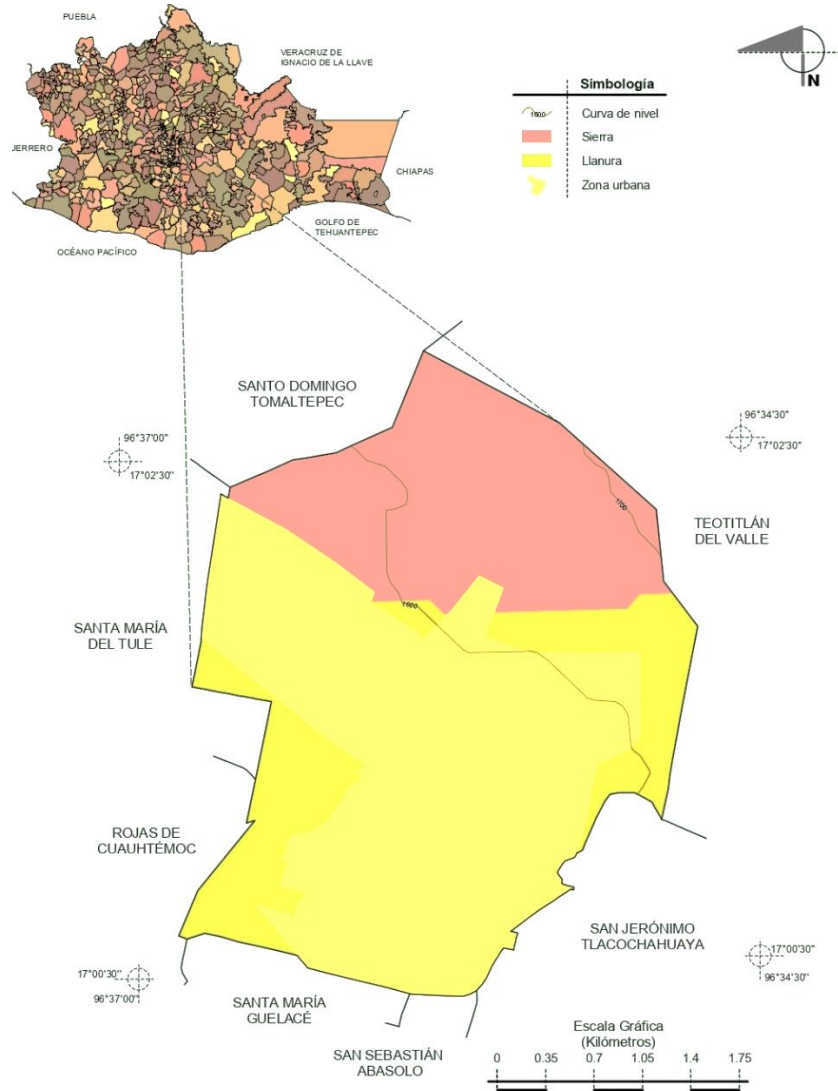 PUEBLA
VERACRUZ DE
IGNACIO DE LA LLAVE
JERRERO
CHIAPAS
GOLFO DE
TEHUANTEPEC
OCÉANO PACÍFICO
N
Simbología
1600
Curva de nivel
Sierra
Llanura
Zona urbana
SANTO DOMINGO
TOMALTEPEC
96°37'00"
17°02'30"
96°34'30"
17°02'30"
1700
TEOTITLÁN
DEL VALLE
1600
SANTA MARÍA
DEL TULE
ROJAS DE
CUAUHTÉMOC
SAN JERÓNIMO
TLACOCHAHUAYA
17°00'30"
96°37'00"
17°00'30"
96°34'30"
SANTA MARÍA
GUELACÉ
SAN SEBASTIÁN
ABASOLO
Escala Gráfica
(Kilómetros)
0 0.35 0.7 1.05 1.4 1.75